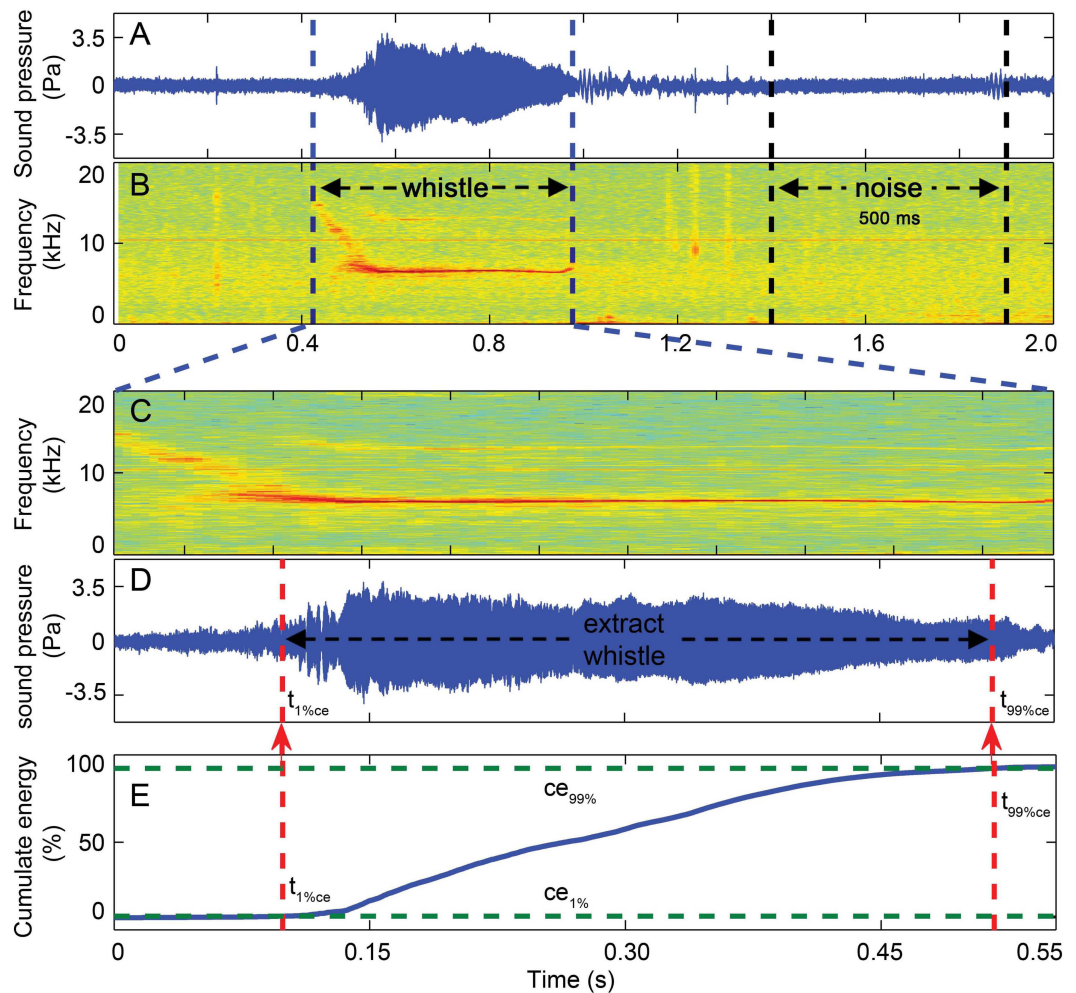 A
Sound pressure
(Pa)
3.5
0
-3.5
B
Frequency
(kHz)
20
10
0
whistle
noise
500 ms
0
0.4
0.8
1.2
1.6
2.0
C
Frequency
(kHz)
20
10
0
D
sound pressure
(Pa)
3.5
0
-3.5
extract
whistle
t1%ce
t99%ce
E
Cumulate energy
(%)
100
50
0
ce99%
t99%ce
t1%ce
ce1%
0
0.15
0.30
0.45
0.55
Time (s)